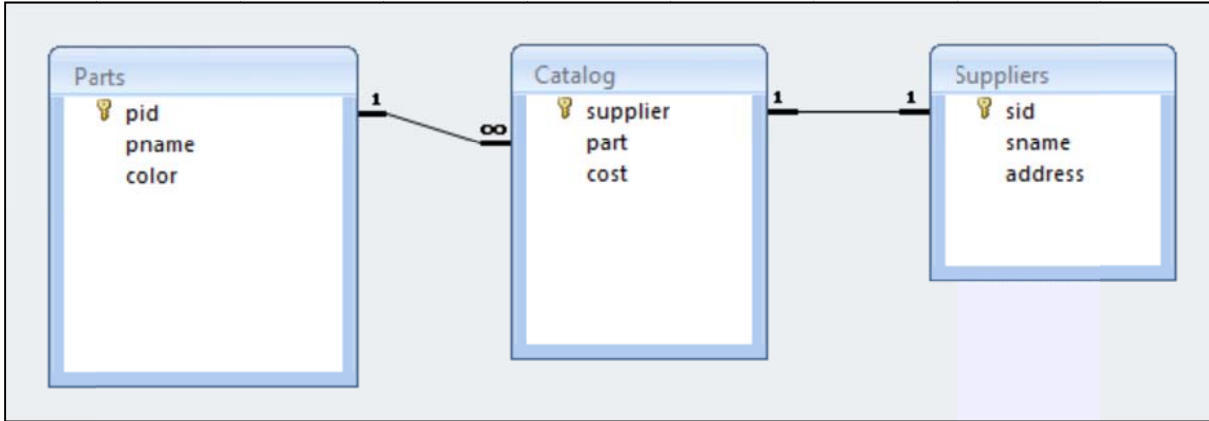 Parts
pid
pname
color
1
∞
Catalog
supplier
part
cost
1
1
Suppliers
sid
sname
address